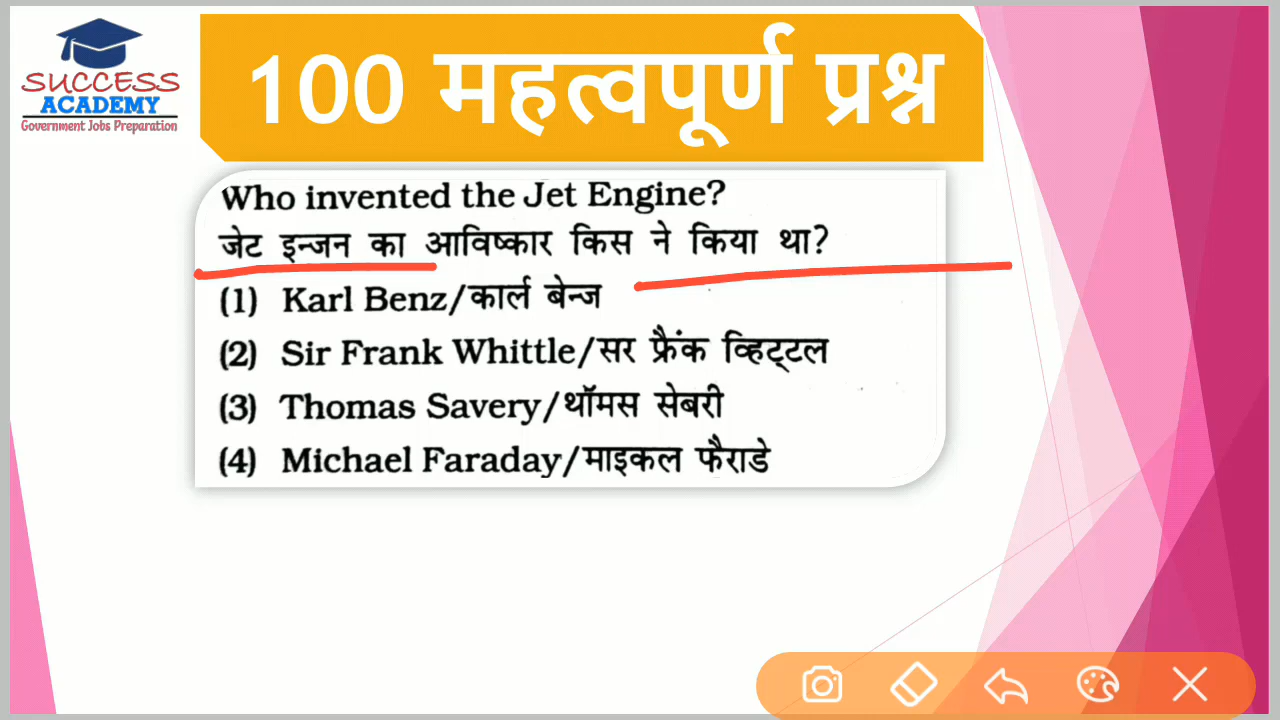 SUCCESS
ACADEMY
Government Jobs Preparation
100 महत्वपूर्ण प्रश्न
Who invented the Jet Engine?
जेट इन्जन का आविष्कार किस ने किया था?
(1) Karl Benz/कार्ल बेन्ज
(2) Sir Frank Whittle/सर फ्रैंक व्हिट्टल
(3) Thomas Savery/थॉमस सेबरी
(4) Michael Faraday/माइकल फैराडे